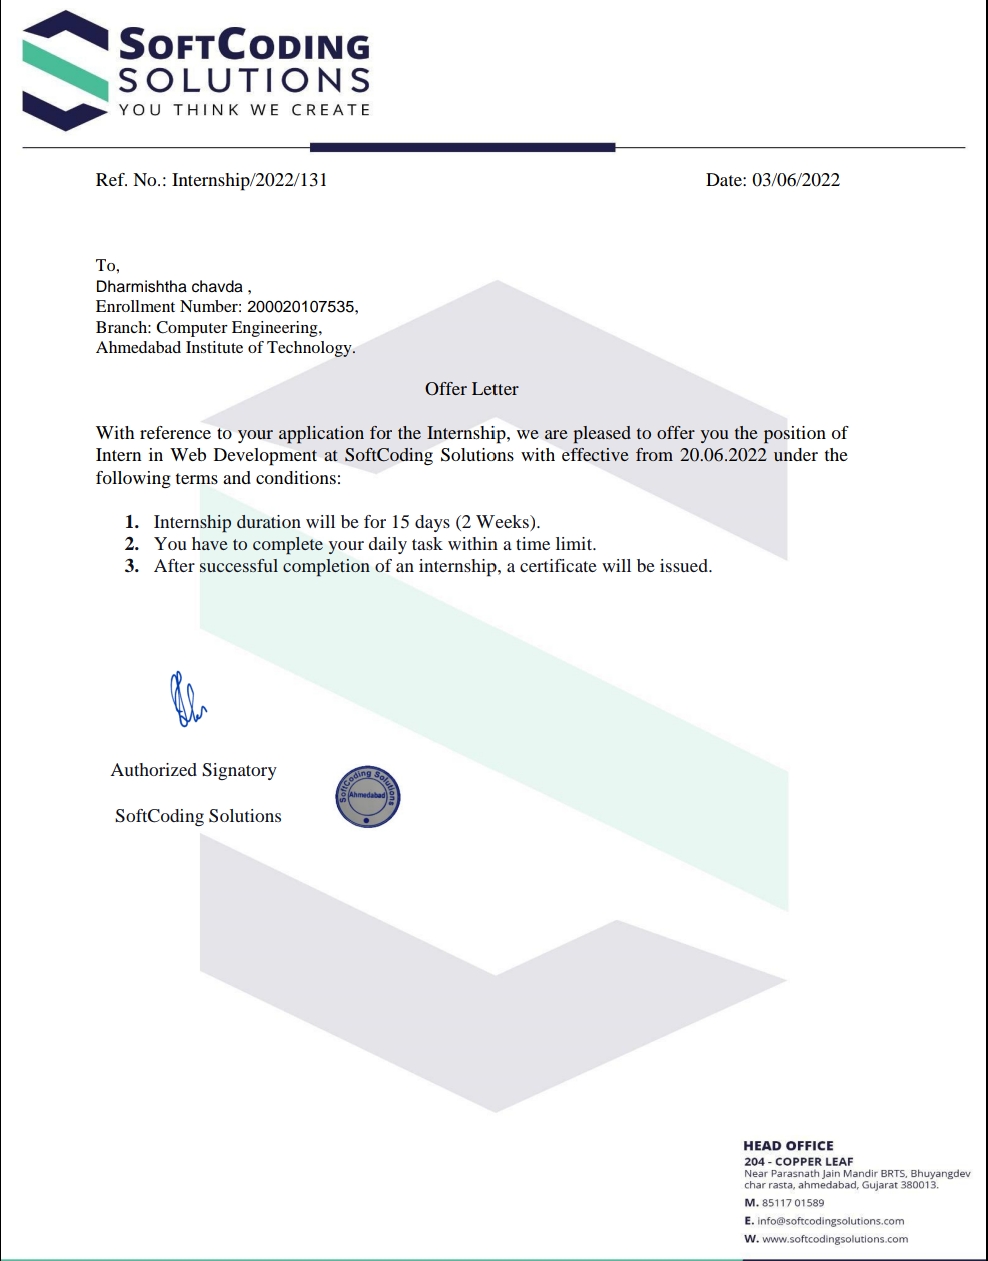 SOFTCODING
SOLUTIONS
YOU THINK WE CREATE
Ref. No.: Internship/2022/131 Date: 03/06/2022
To,
Dharmishtha chavda ,
Enrollment Number: 200020107535,
Branch: Computer Engineering,
Ahmedabad Institute of Technology.
Offer Letter
With reference to your application for the Internship, we are pleased to offer you the position of
Intern in Web Development at SoftCoding Solutions with effective from 20.06.2022 under the
following terms and conditions:
1. Internship duration will be for 15 days (2 Weeks).
2. You have to complete your daily task within a time limit.
3. After successful completion of an internship, a certificate will be issued.
Authorized Signatory
SoftCoding Solutions
SoftCoding Solutions
Ahmedabad
HEAD OFFICE
204 - COPPER LEAF
Near Parasnath Jain Mandir BRTS, Bhuyangdev
char rasta, ahmedabad, Gujarat 380013.
M. 85117 01589
E. info@softcodingsolutions.com
W. www.softcodingsolutions.com